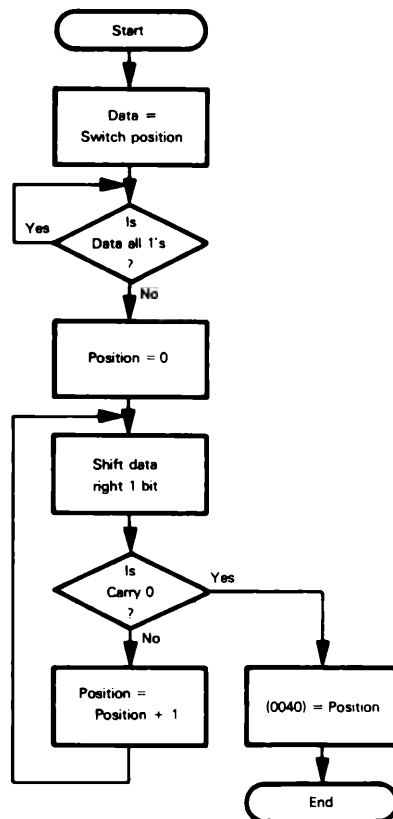 Start
Data =
Switch position
Yes
Is
Data all 1's
?
No
Position = 0
Shift data
right 1 bit
Is
Carry 0
?
Yes
No
Position =
Position + 1
(0040) = Position
End